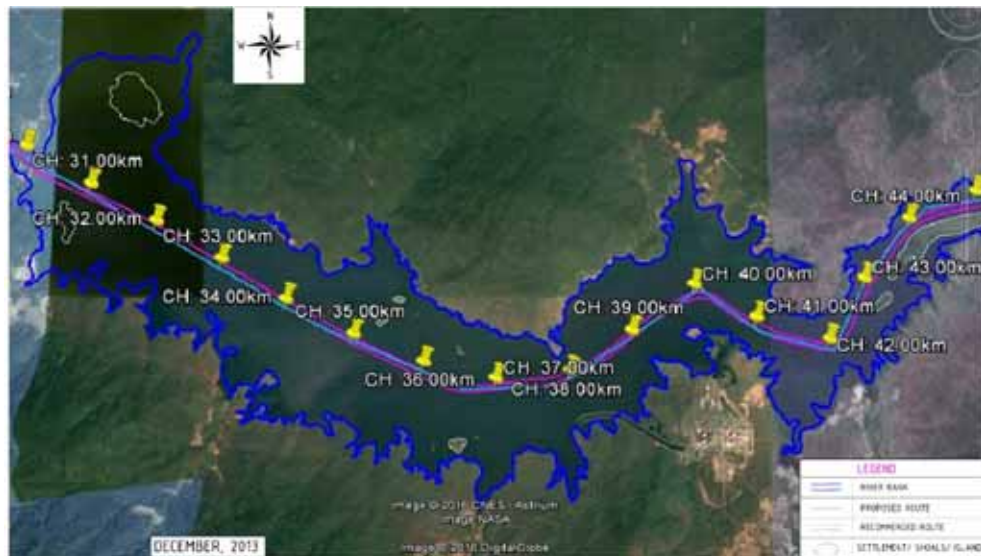 N
W E
S
CH: 31.00km
CH: 32.00km
CH: 33.00km
CH: 34.00km
CH: 35.00km
CH: 36.00km
CH: 37.00km
CH: 38.00km
CH: 39.00km
CH: 40.00km
CH: 41.00km
CH: 42.00km
CH: 43.00km
CH: 44.00km
Image © 2016 CNES / Astrium
Image NASA
Image © 2016 DigitalGlobe
DECEMBER, 2013
LEGEND
RIVER BANK
PROPOSED ROUTE
RECOMMENDED ROUTE
SETTLEMENT/ SHOALS/ ISLAND